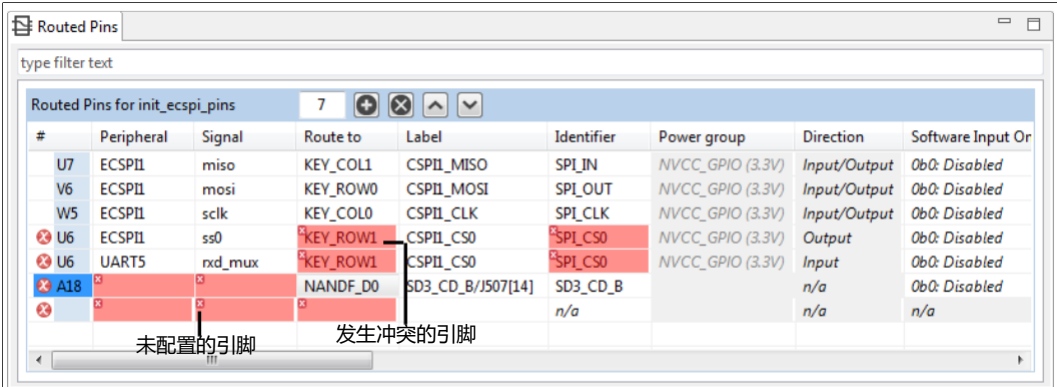 Routed Pins
type filter text
Routed Pins for init_ecspi_pins 7
# Peripheral Signal Route to Label Identifier Power group Direction Software Input On
U7 ECSPI1 miso KEY_COL1 CSPI1_MISO SPI_IN NVCC_GPIO (3.3V) Input/Output 0b0: Disabled
V6 ECSPI1 mosi KEY_ROW0 CSPI1_MOSI SPI_OUT NVCC_GPIO (3.3V) Input/Output 0b0: Disabled
W5 ECSPI1 sclk KEY_COL0 CSPI1_CLK SPI_CLK NVCC_GPIO (3.3V) Input/Output 0b0: Disabled
U6 ECSPI1 ss0 KEY_ROW1 CSPI1_CS0 SPI_CS0 NVCC_GPIO (3.3V) Output 0b0: Disabled
U6 UART5 rxd_mux KEY_ROW1 CSPI1_CS0 SPI_CS0 NVCC_GPIO (3.3V) Input 0b0: Disabled
A18 NANDF_D0 SD3_CD_B/J507[14] SD3_CD_B n/a 0b0: Disabled
n/a n/a n/a
未配置的引脚 发生冲突的引脚